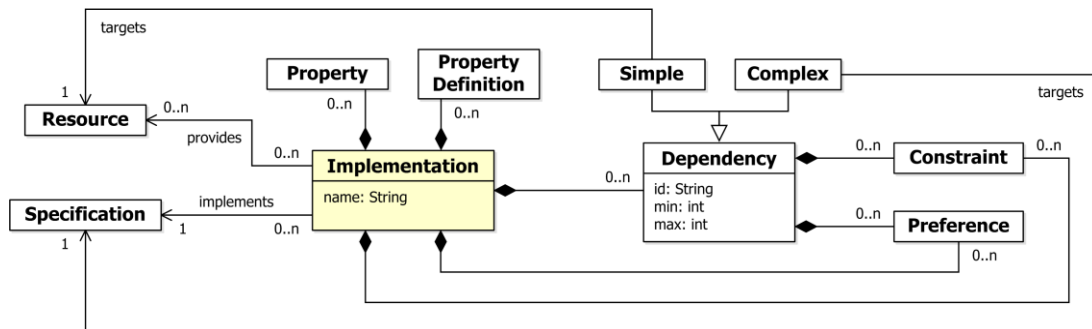 targets
Property
Property
Definition
Simple
Complex
1
0..n
0..n
0..n
targets
Resource
provides
0..n
Implementation
name: String
0..n
Dependency
id: String
min: int
max: int
0..n
Constraint
0..n
Specification
implements
1
0..n
1
0..n
Preference
0..n